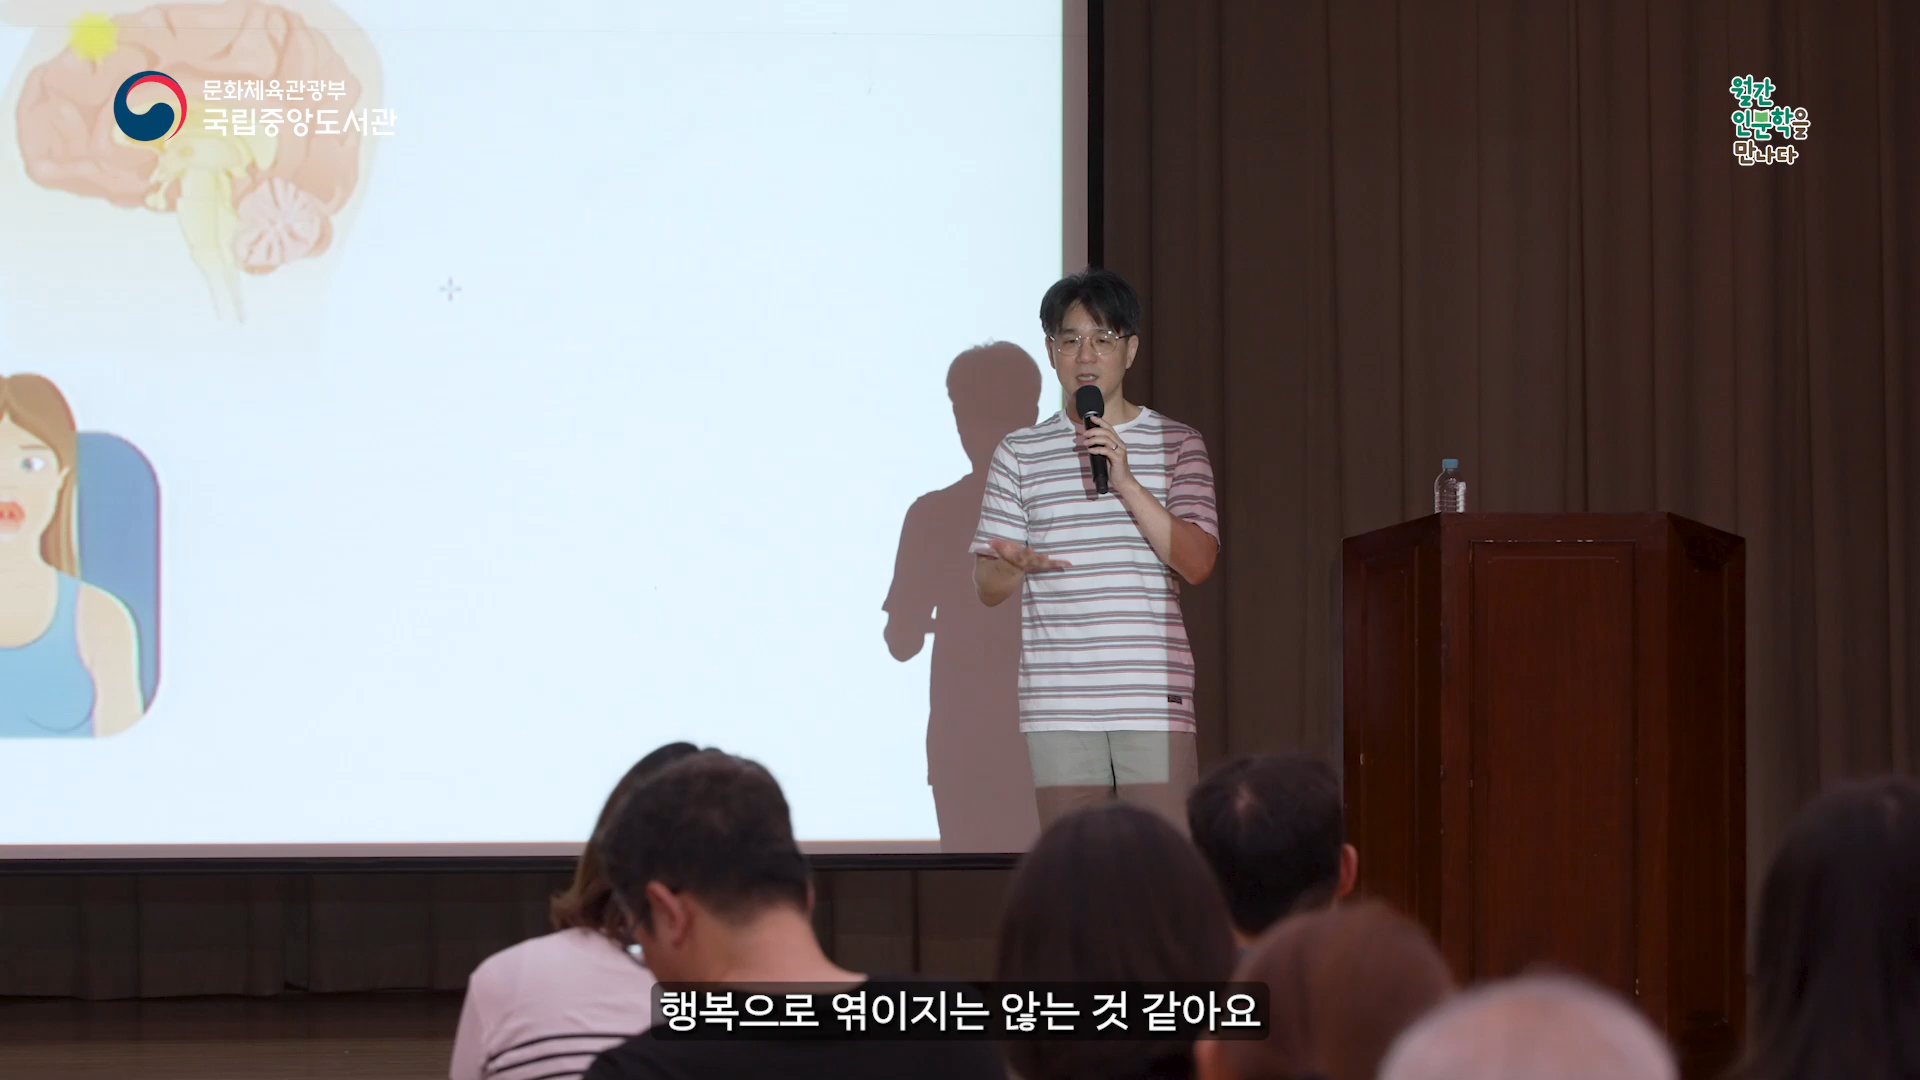 문화체육관광부
국립중앙도서관
월간
인문학을
만나다
행복으로 엮이지는 않는 것 같아요